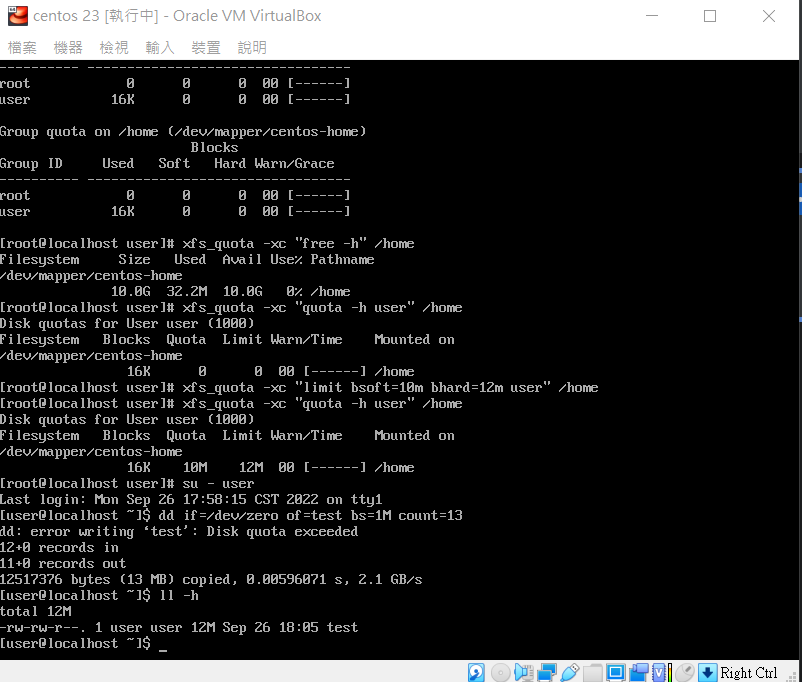 centos 23 [執行中] - Oracle VM VirtualBox
檔案 機器 檢視 輸入 裝置 說明
---------- ---------------------------------
root 0 0 0 00 [------]
user 16K 0 0 00 [------]
Group quota on /home (/dev/mapper/centos-home)
Blocks
Group ID Used Soft Hard Warn/Grace
---------- ---------------------------------
root 0 0 0 00 [------]
user 16K 0 0 00 [------]
[root@localhost user]# xfs_quota -xc "free -h" /home
Filesystem Size Used Avail Use% Pathname
/dev/mapper/centos-home
10.0G 32.2M 10.0G 0% /home
[root@localhost user]# xfs_quota -xc "quota -h user" /home
Disk quotas for User user (1000)
Filesystem Blocks Quota Limit Warn/Time Mounted on
/dev/mapper/centos-home
16K 0 0 00 [------] /home
[root@localhost user]# xfs_quota -xc "limit bsoft=10m bhard=12m user" /home
[root@localhost user]# xfs_quota -xc "quota -h user" /home
Disk quotas for User user (1000)
Filesystem Blocks Quota Limit Warn/Time Mounted on
/dev/mapper/centos-home
16K 10M 12M 00 [------] /home
[root@localhost user]# su - user
Last login: Mon Sep 26 17:58:15 CST 2022 on tty1
[user@localhost ~]$ dd if=/dev/zero of=test bs=1M count=13
dd: error writing ‘test’: Disk quota exceeded
12+0 records in
11+0 records out
12517376 bytes (13 MB) copied, 0.00596071 s, 2.1 GB/s
[user@localhost ~]$ ll -h
total 12M
-rw-rw-r--. 1 user user 12M Sep 26 18:05 test
[user@localhost ~]$ _
Right Ctrl